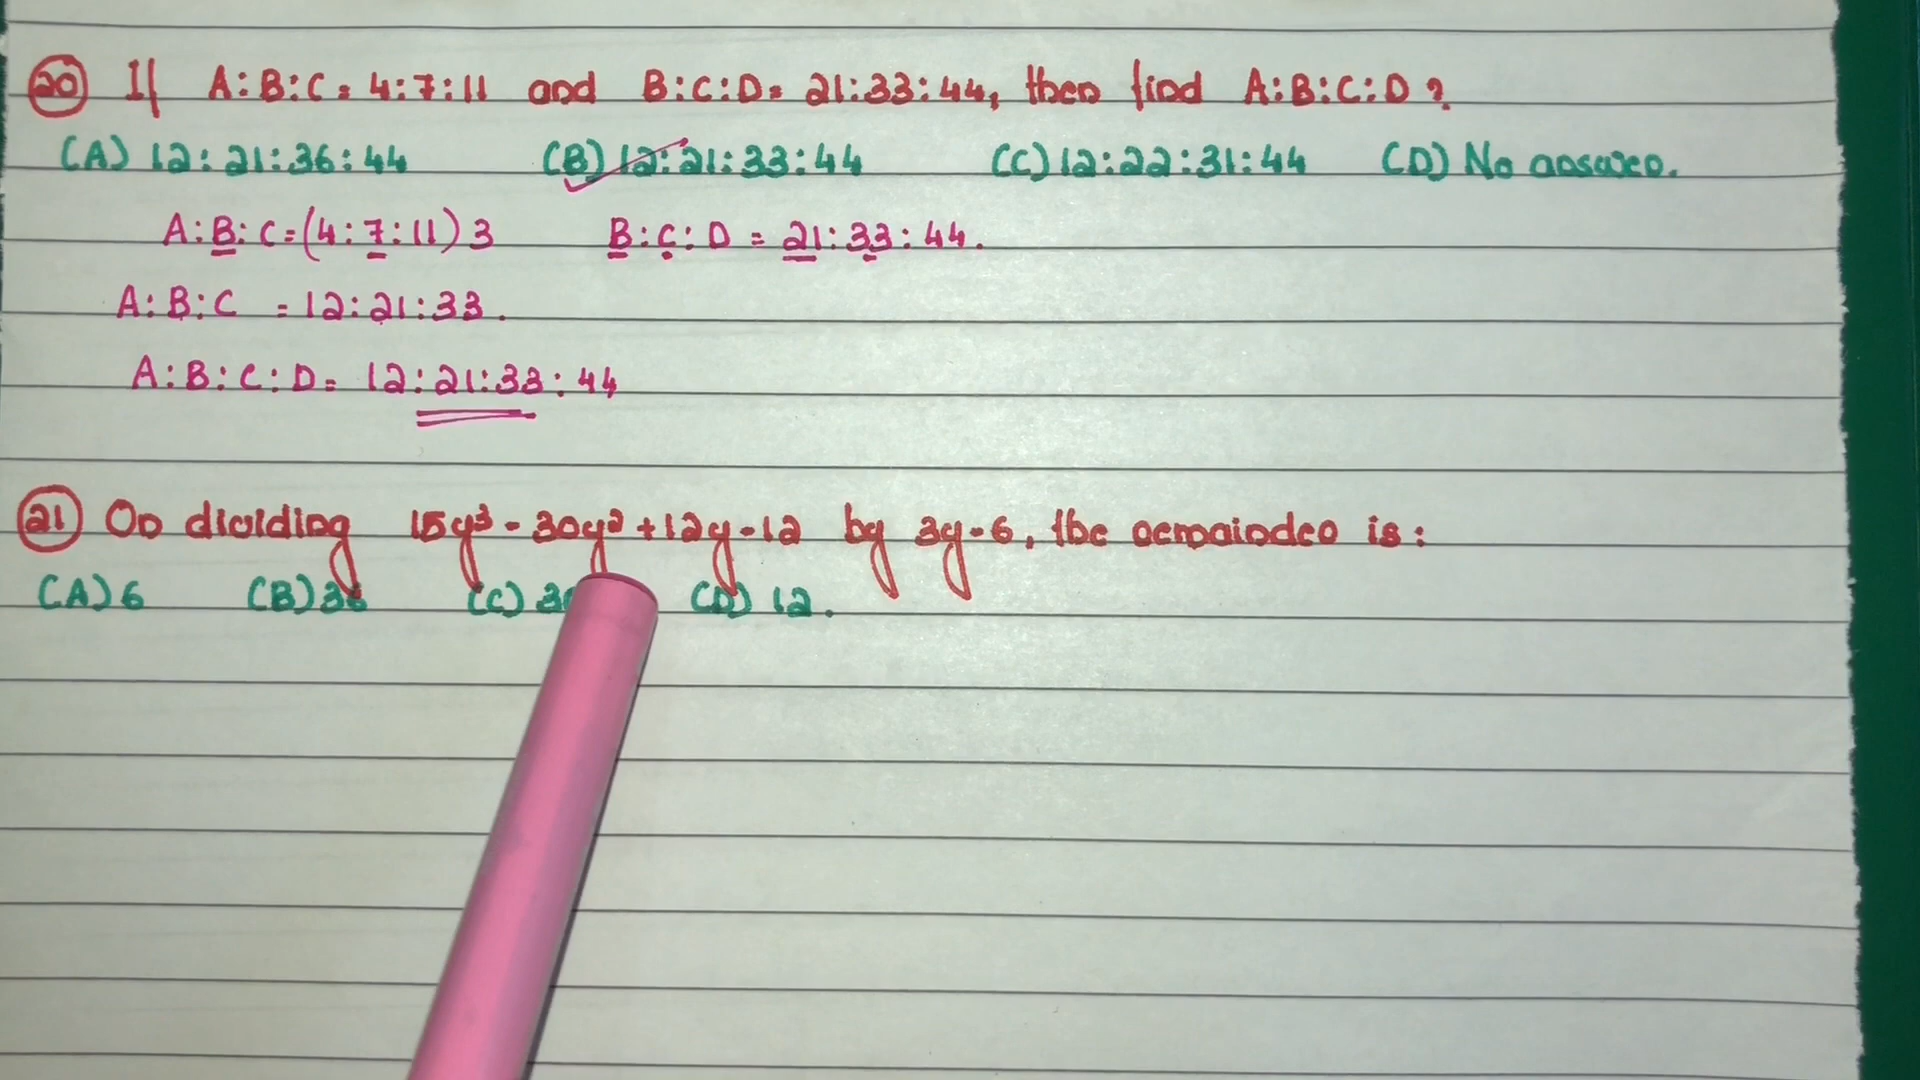 20 If A:B:C = 4:7:11 and B:C:D = 21:33:44, then find A:B:C:D ?
(A) 12:21:36:44 (B) 12:21:33:44 (C) 12:22:31:44 (D) No answer.
A:B:C = (4:7:11) 3 B:C:D = 21:33:44.
A:B:C = 12:21:33.
A:B:C:D = 12:21:33:44
21 On dividing 15y³ - 30y² + 12y - 12 by 3y - 6, the remainder is:
(A) 6 (B) (C) (D) 12.